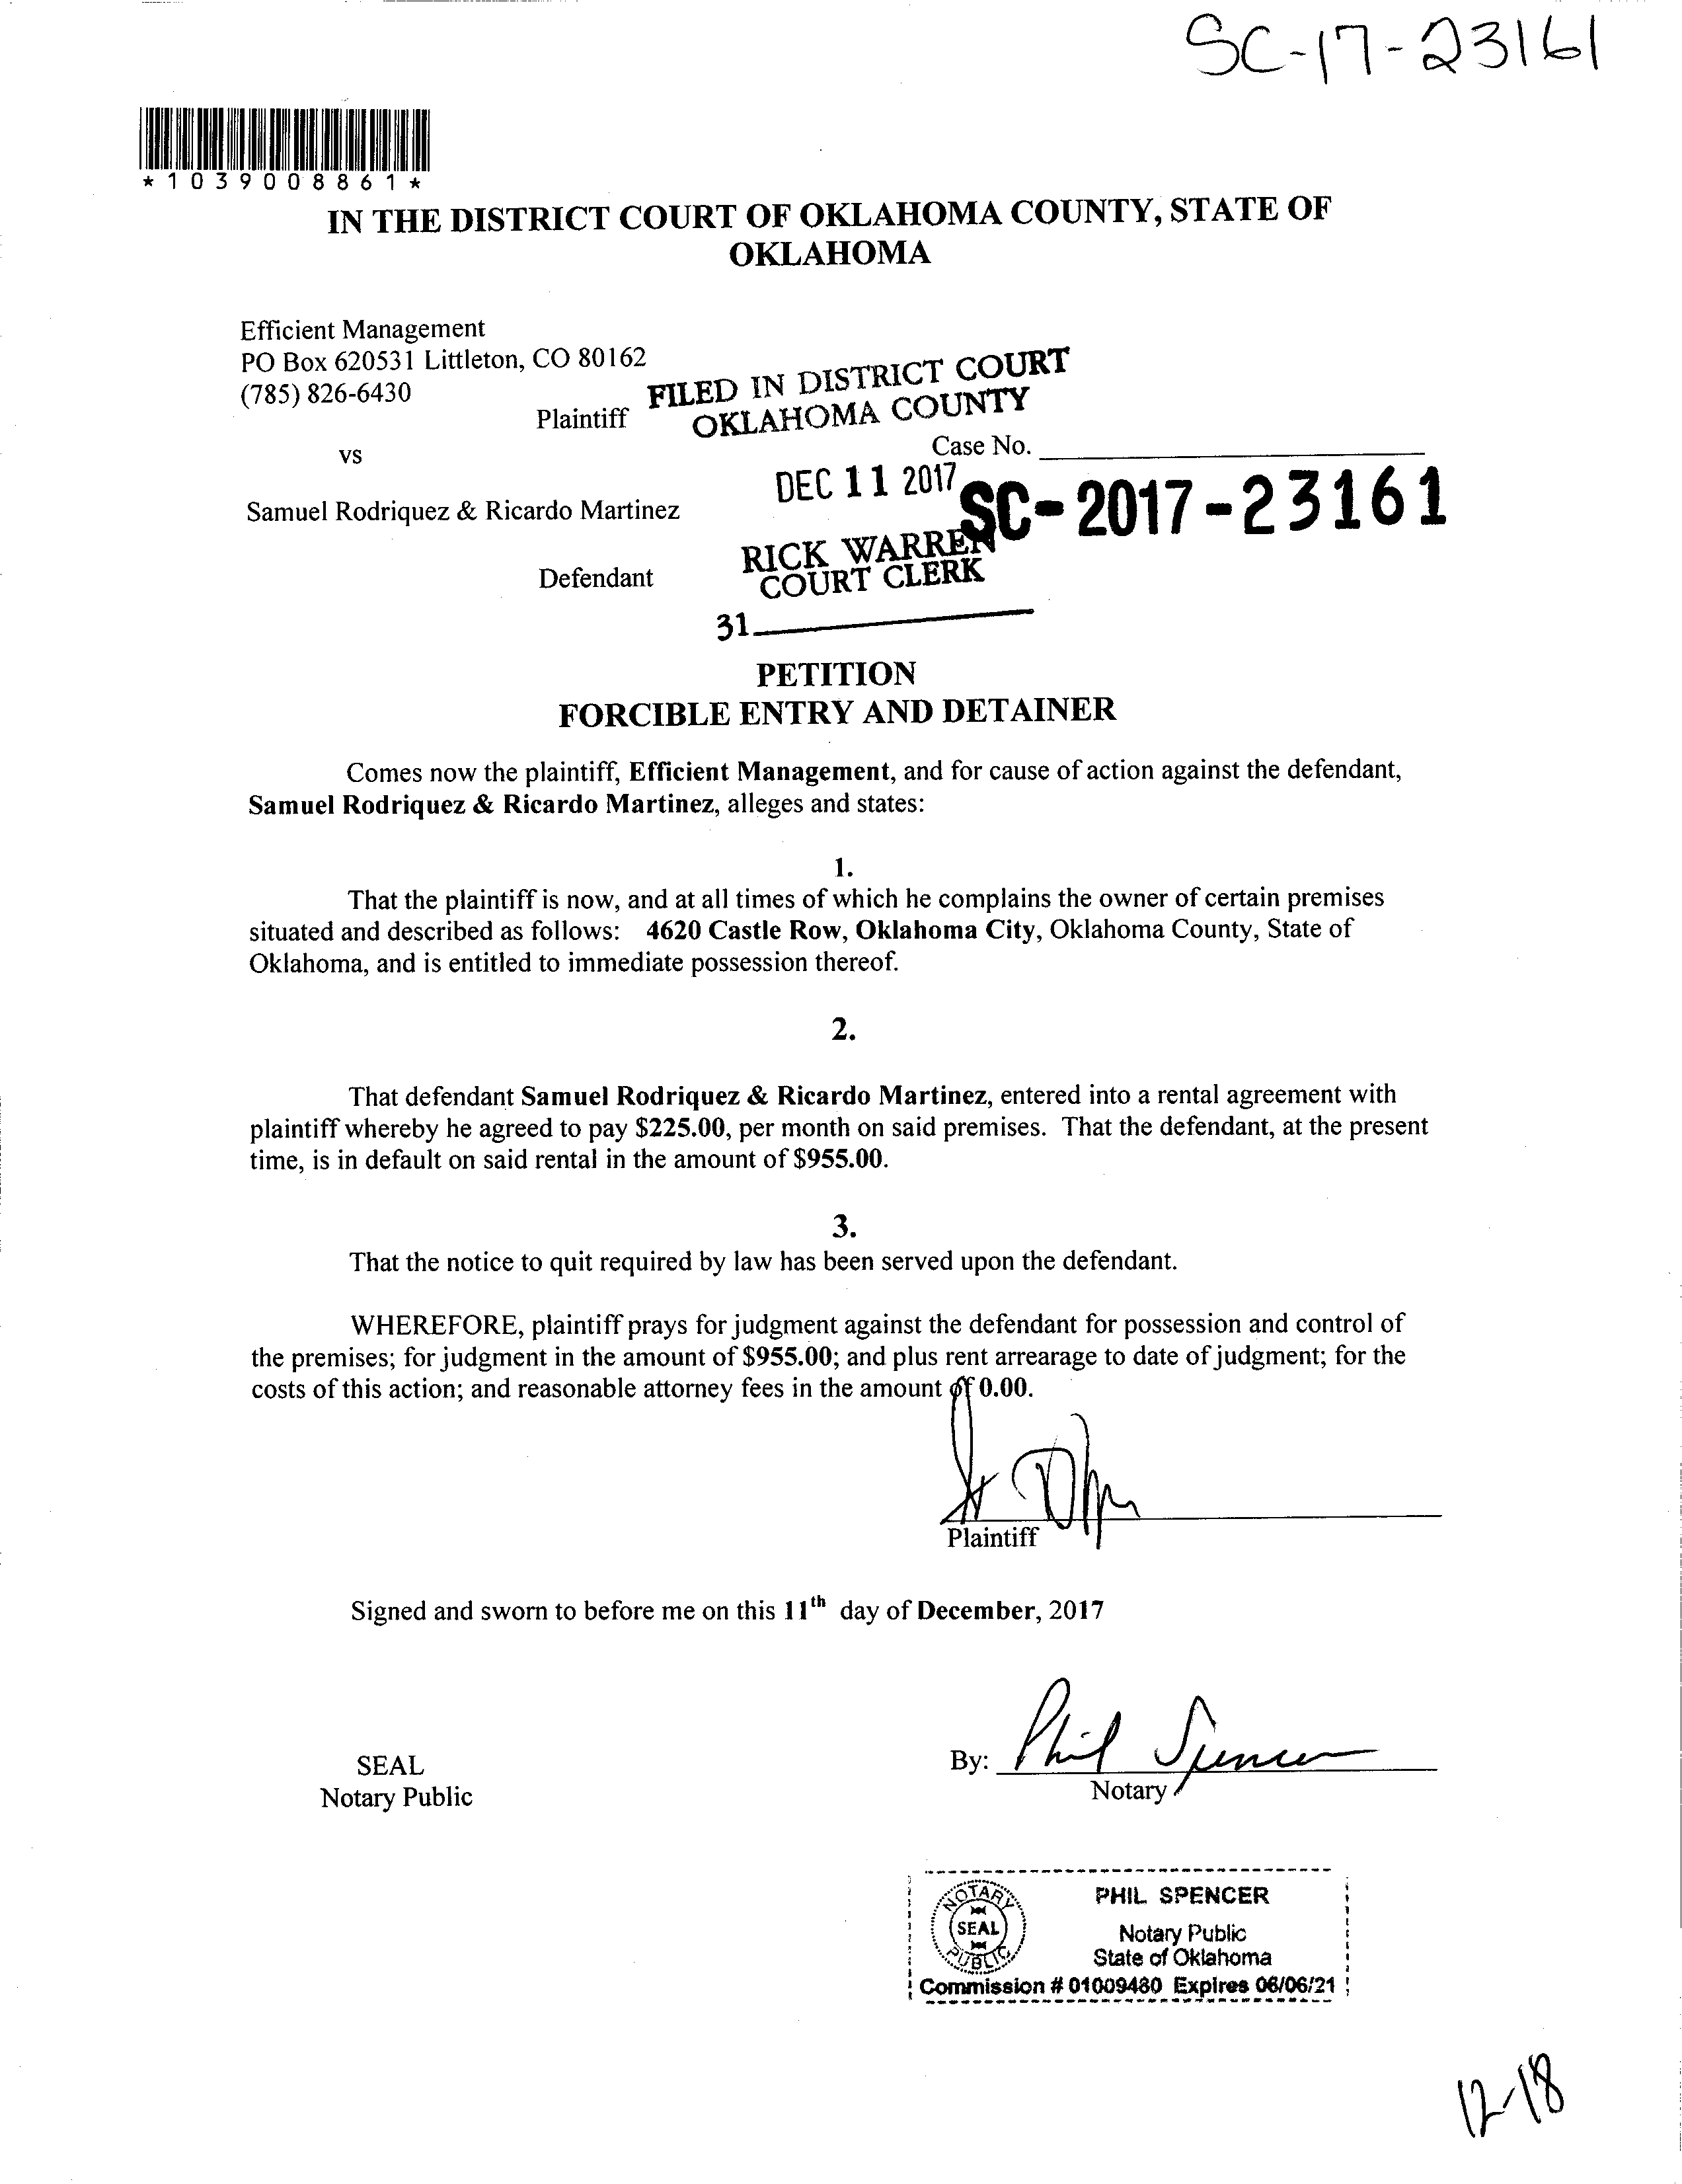 SC-17-23161
*1039008861*
IN THE DISTRICT COURT OF OKLAHOMA COUNTY, STATE OF
OKLAHOMA
Efficient Management
PO Box 620531 Littleton, CO 80162
(785) 826-6430
Plaintiff
FILED IN DISTRICT COURT
OKLAHOMA COUNTY
Case No.
vs
DEC 11 2017
SC-2017-23161
Samuel Rodriquez & Ricardo Martinez
RICK WARREN
COURT CLERK
Defendant
31
PETITION
FORCIBLE ENTRY AND DETAINER
Comes now the plaintiff, Efficient Management, and for cause of action against the defendant,
Samuel Rodriquez & Ricardo Martinez, alleges and states:
1.
That the plaintiff is now, and at all times of which he complains the owner of certain premises
situated and described as follows: 4620 Castle Row, Oklahoma City, Oklahoma County, State of
Oklahoma, and is entitled to immediate possession thereof.
2.
That defendant Samuel Rodriquez & Ricardo Martinez, entered into a rental agreement with
plaintiff whereby he agreed to pay $225.00, per month on said premises. That the defendant, at the present
time, is in default on said rental in the amount of $955.00.
3.
That the notice to quit required by law has been served upon the defendant.
WHEREFORE, plaintiff prays for judgment against the defendant for possession and control of
the premises; for judgment in the amount of $955.00; and plus rent arrearage to date of judgment; for the
costs of this action; and reasonable attorney fees in the amount of 0.00.
Plaintiff
Signed and sworn to before me on this 11th day of December, 2017
SEAL
Notary Public
By: Phil Spencer
Notary
NOTARY
SEAL
PUBLIC
PHIL SPENCER
Notary Public
State of Oklahoma
Commission # 01009480 Expires 06/06/21
12-18